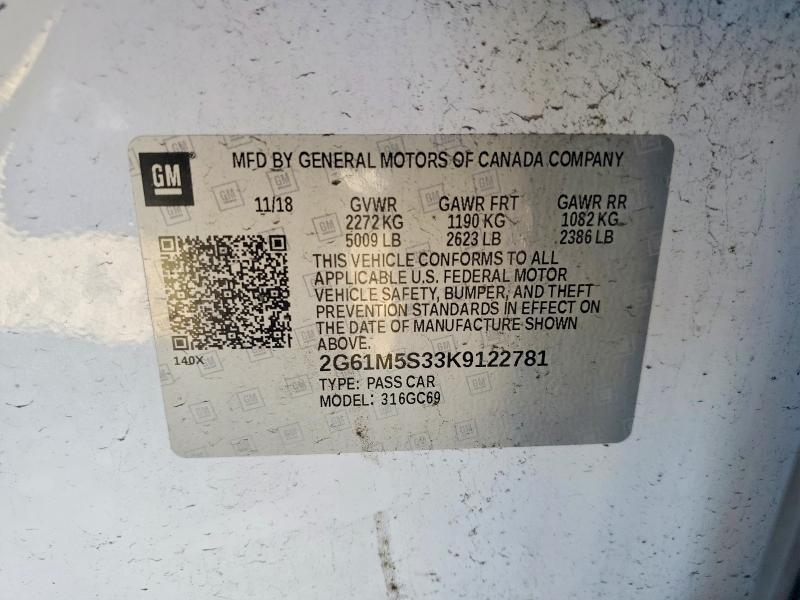 GM
MFD BY GENERAL MOTORS OF CANADA COMPANY
11/18 GVWR GAWR FRT GAWR RR
2272 KG 1190 KG 1082 KG
5009 LB 2623 LB 2386 LB
THIS VEHICLE CONFORMS TO ALL
APPLICABLE U.S. FEDERAL MOTOR
VEHICLE SAFETY, BUMPER, AND THEFT
PREVENTION STANDARDS IN EFFECT ON
THE DATE OF MANUFACTURE SHOWN
ABOVE.
140X
2G61M5S33K9122781
TYPE: PASS CAR
MODEL: 316GC69